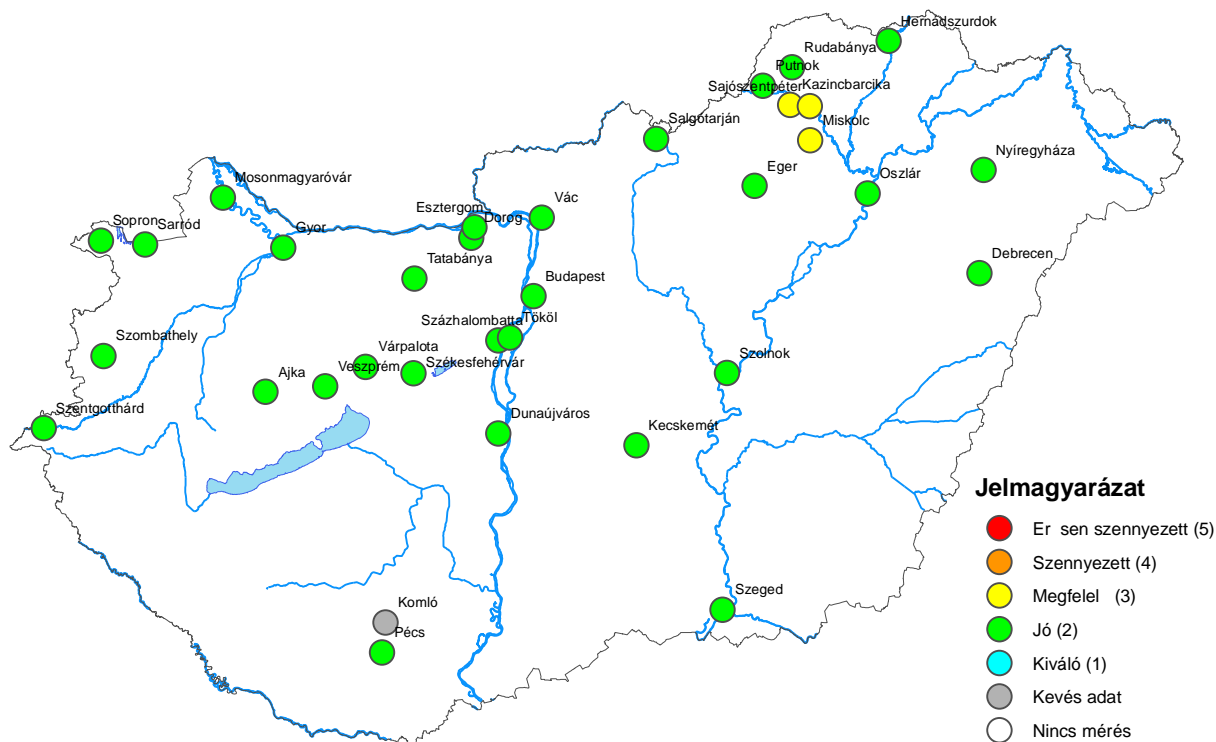 Hernádszurdok
Rudabánya
Putnok
Sajószentpéter
Kazincbarcika
Miskolc
Salgótarján
Nyíregyháza
Eger
Oszlár
Mosonmagyaróvár
Vác
Esztergom
Dorog
Sopron
Sarród
Gyor
Tatabánya
Debrecen
Budapest
Százhalombatta
Tököl
Szombathely
Várpalota
Székesfehérvár
Veszprém
Ajka
Szolnok
Szentgotthárd
Dunaújváros
Kecskemét
Jelmagyarázat
Er sen szennyezett (5)
Szennyezett (4)
Megfelel (3)
Jó (2)
Kiváló (1)
Kevés adat
Nincs mérés
Szeged
Komló
Pécs